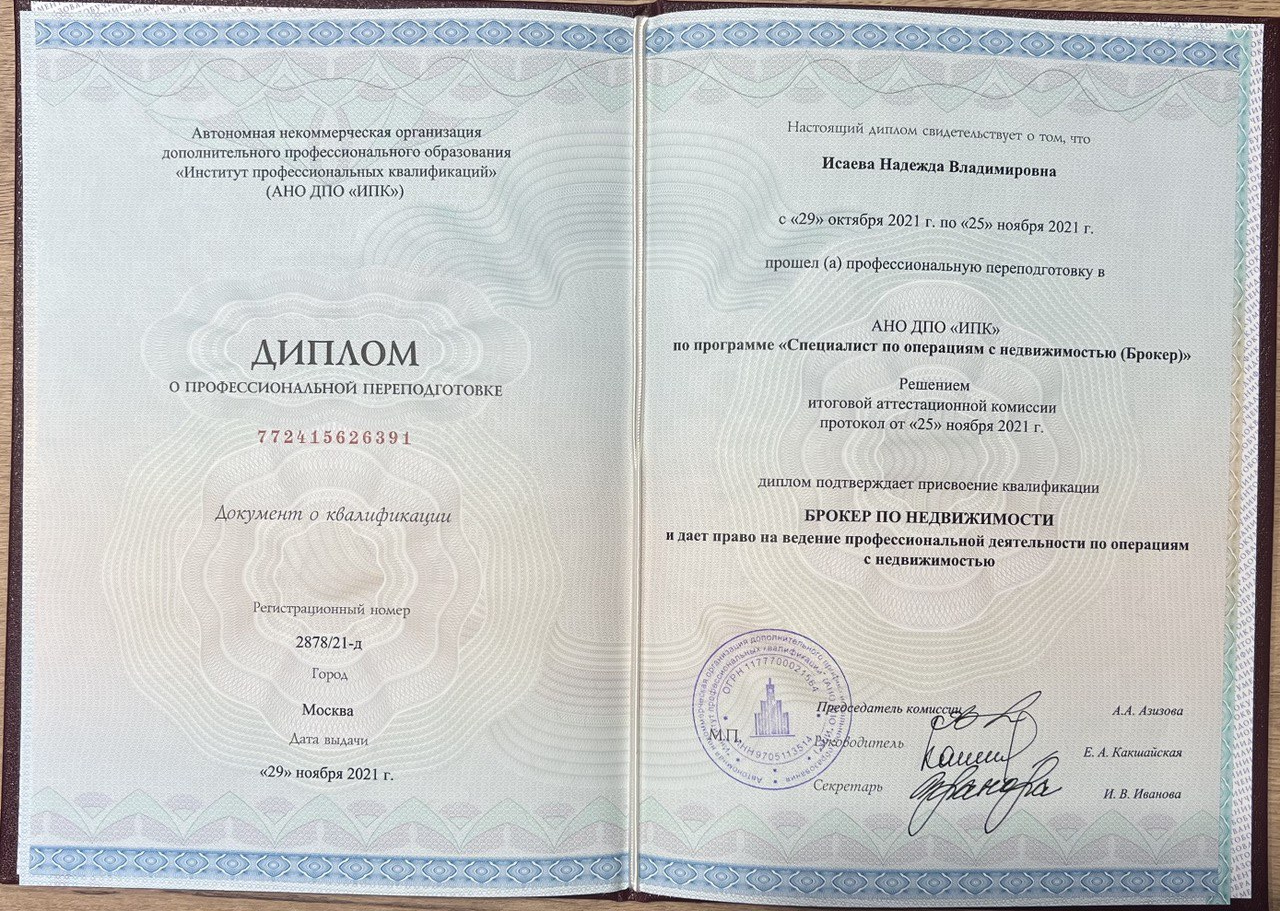 Автономная некоммерческая организация
дополнительного профессионального образования
«Институт профессиональных квалификаций»
(АНО ДПО «ИПК»)
ДИПЛОМ
О ПРОФЕССИОНАЛЬНОЙ ПЕРЕПОДГОТОВКЕ
772415626391
Документ о квалификации
Регистрационный номер
2878/21-д
Город
Москва
Дата выдачи
«29» ноября 2021 г.
Настоящий диплом свидетельствует о том, что
Исаева Надежда Владимировна
с «29» октября 2021 г. по «25» ноября 2021 г.
прошел (а) профессиональную переподготовку в
АНО ДПО «ИПК»
по программе «Специалист по операциям с недвижимостью (Брокер)»
Решением
итоговой аттестационной комиссии
протокол от «25» ноября 2021 г.
диплом подтверждает присвоение квалификации
БРОКЕР ПО НЕДВИЖИМОСТИ
и дает право на ведение профессиональной деятельности по операциям
с недвижимостью
ОГРН 1177700021564
ИНН 9705113514
Председатель комиссии А.А. Азизова
М.П.
Руководитель Е. А. Какшайская
Секретарь И. В. Иванова